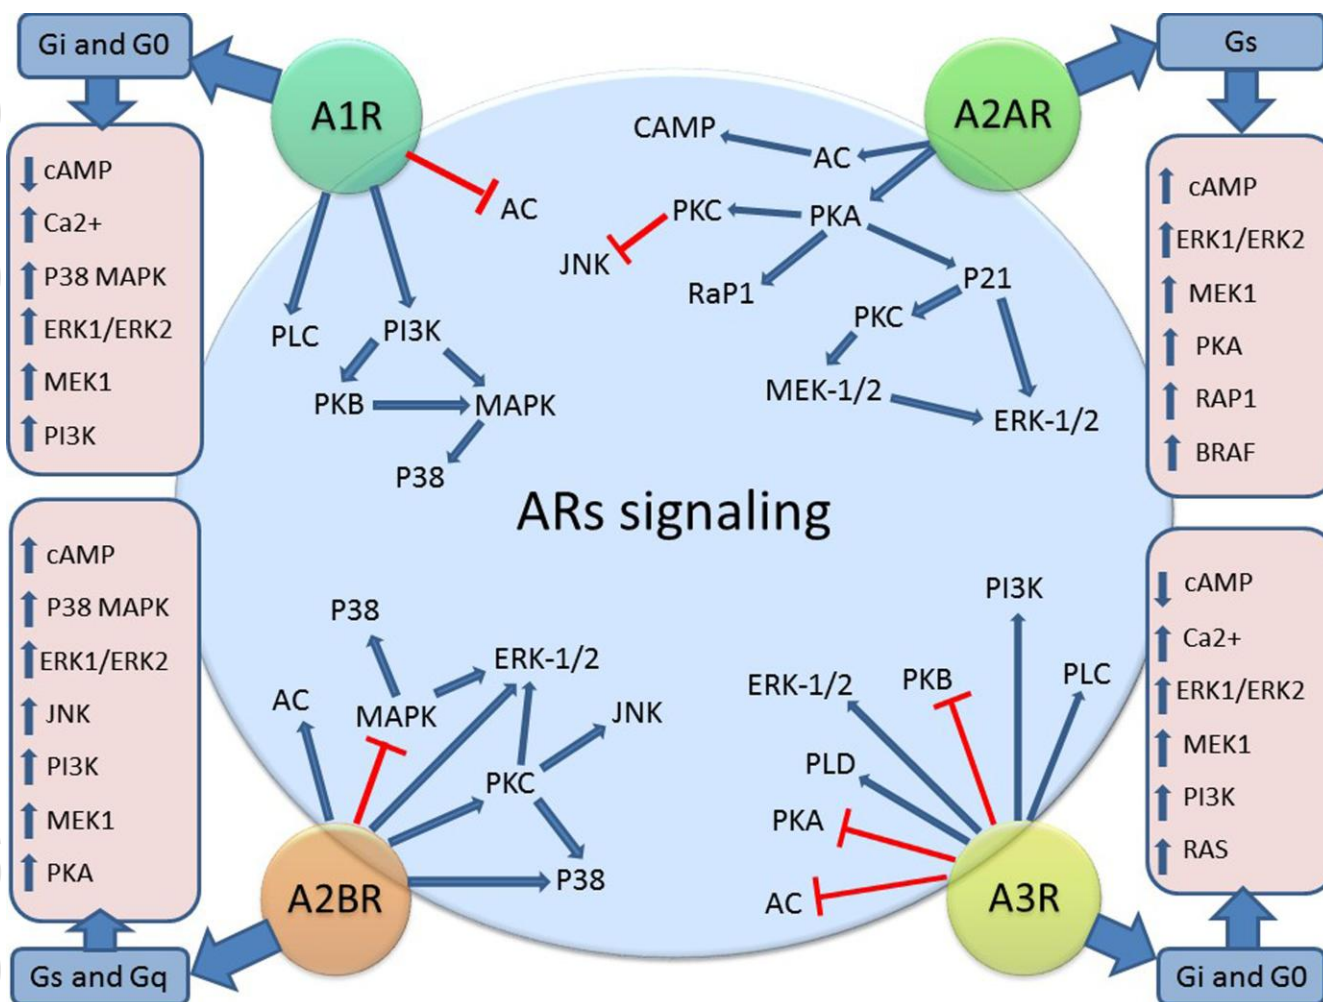 Gi and G0
A1R
cAMP
Ca2+
P38 MAPK
ERK1/ERK2
MEK1
PI3K
AC
PLC
PI3K
PKB
MAPK
P38
A2AR
Gs
CAMP
AC
PKC
PKA
JNK
RaP1
P21
PKC
MEK-1/2
ERK-1/2
cAMP
ERK1/ERK2
MEK1
PKA
RAP1
BRAF
ARs signaling
cAMP
P38 MAPK
ERK1/ERK2
JNK
PI3K
MEK1
PKA
Gs and Gq
A2BR
P38
ERK-1/2
AC
MAPK
JNK
PKC
P38
PI3K
ERK-1/2
PKB
PLC
PLD
PKA
AC
A3R
cAMP
Ca2+
ERK1/ERK2
MEK1
PI3K
RAS
Gi and G0